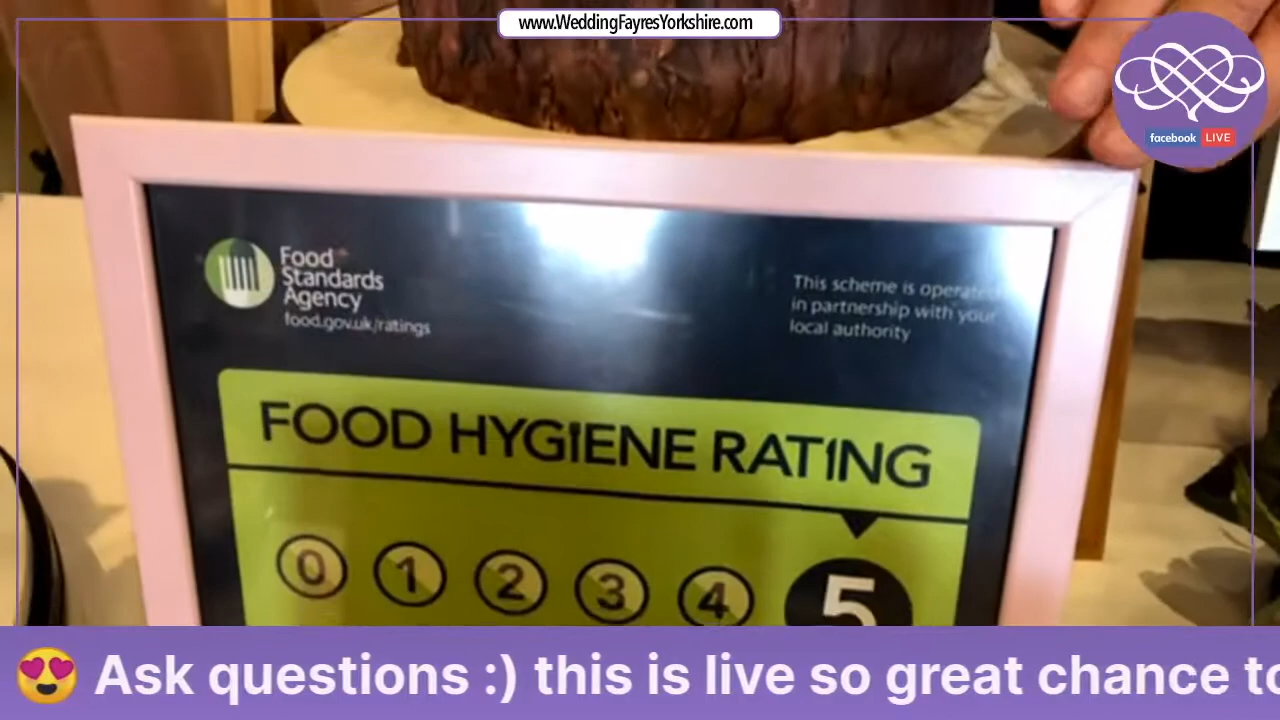 www.WeddingFayresYorkshire.com
facebook LIVE
Food
Standards
Agency
food.gov.uk/ratings
This scheme is operated
in partnership with your
local authority
FOOD HYGIENE RATING
0 1 2 3 4 5
😍 Ask questions :) this is live so great chance to